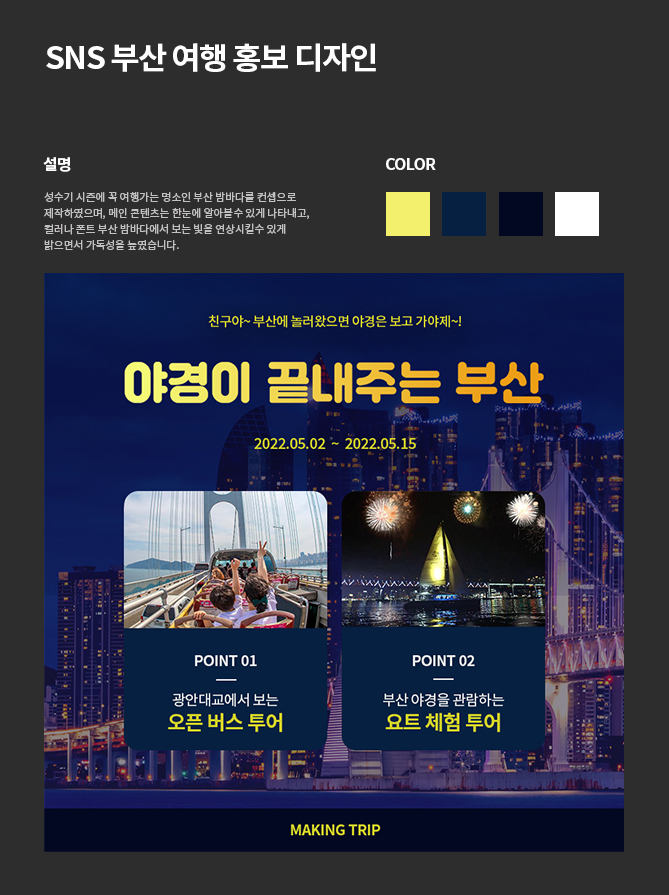 SNS 부산 여행 홍보 디자인
설명
성수기 시즌에 꼭 여행가는 명소인 부산 밤바다를 컨셉으로
제작하였으며, 메인 콘텐츠는 한눈에 알아볼수 있게 나타내고,
컬러나 폰트 부산 밤바다에서 보는 빛을 연상시킬수 있게
밝으면서 가독성을 높였습니다.
COLOR
친구야~ 부산에 놀러왔으면 야경은 보고 가야제~!
야경이 끝내주는 부산
2022.05.02 ~ 2022.05.15
POINT 01
광안대교에서 보는
오픈 버스 투어
POINT 02
부산 야경을 관람하는
요트 체험 투어
MAKING TRIP